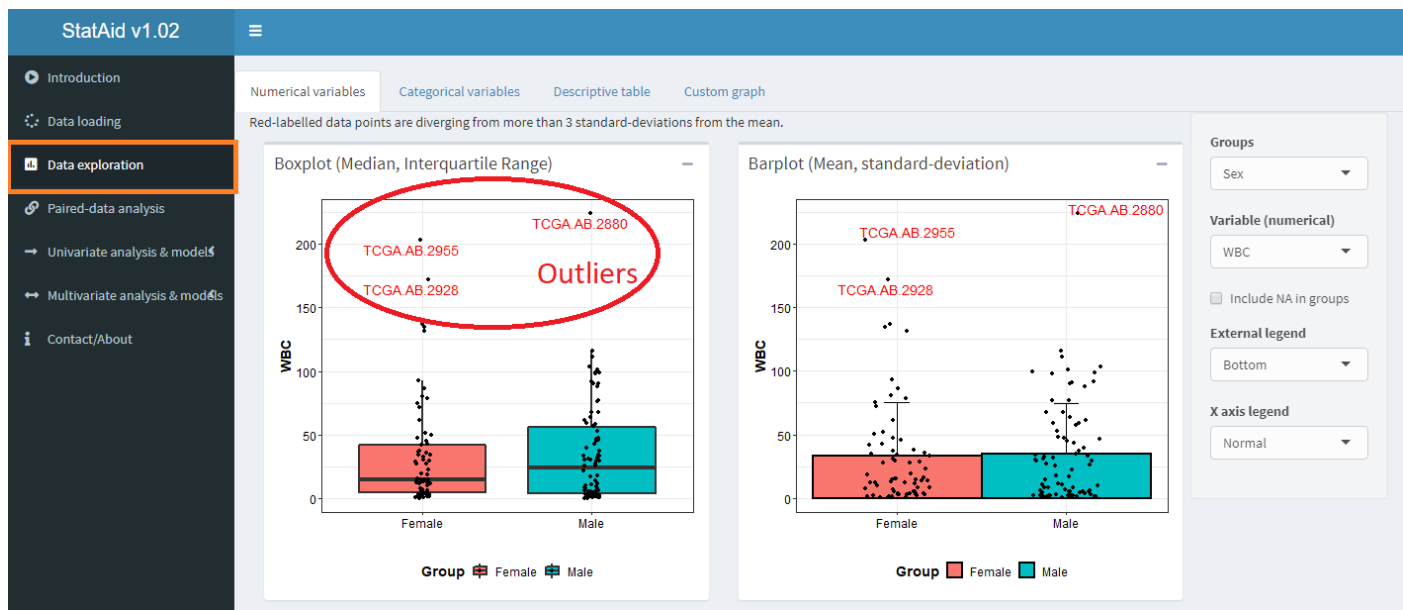 StatAid v1.02
Introduction
Data loading
Data exploration
Paired-data analysis
Univariate analysis & models
Multivariate analysis & models
Contact/About
Numerical variables
Categorical variables
Descriptive table
Custom graph
Red-labelled data points are diverging from more than 3 standard-deviations from the mean.
Boxplot (Median, Interquartile Range)
TCGA.AB.2880
TCGA.AB.2955
Outliers
TCGA.AB.2928
200
150
100
50
0
WBC
Female
Male
Group Female Male
Barplot (Mean, standard-deviation)
TCGA.AB.2880
TCGA.AB.2955
TCGA.AB.2928
200
150
100
50
0
WBC
Female
Male
Group Female Male
Groups
Sex
Variable (numerical)
WBC
Include NA in groups
External legend
Bottom
X axis legend
Normal